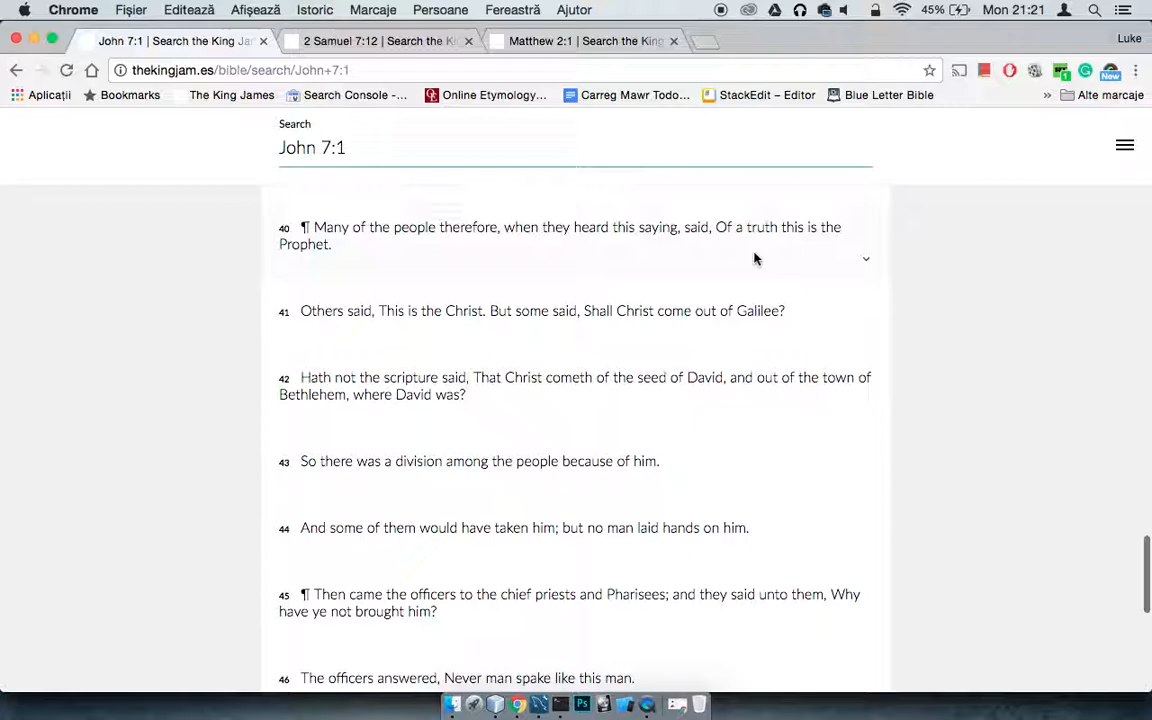 Chrome Fișier Editează Afișează Istoric Marcaje Persoane Fereastră Ajutor 45% Mon 21:21
John 7:1 | Search the King Jam 2 Samuel 7:12 | Search the Ki Matthew 2:1 | Search the King Luke
thekingjam.es/bible/search/John+7:1
Aplicații Bookmarks The King James Search Console -... Online Etymology... Carreg Mawr Todo... StackEdit – Editor Blue Letter Bible » Alte marcaje
New
Search
John 7:1
40 ¶ Many of the people therefore, when they heard this saying, said, Of a truth this is the
Prophet.
41 Others said, This is the Christ. But some said, Shall Christ come out of Galilee?
42 Hath not the scripture said, That Christ cometh of the seed of David, and out of the town of
Bethlehem, where David was?
43 So there was a division among the people because of him.
44 And some of them would have taken him; but no man laid hands on him.
45 ¶ Then came the officers to the chief priests and Pharisees; and they said unto them, Why
have ye not brought him?
46 The officers answered, Never man spake like this man.